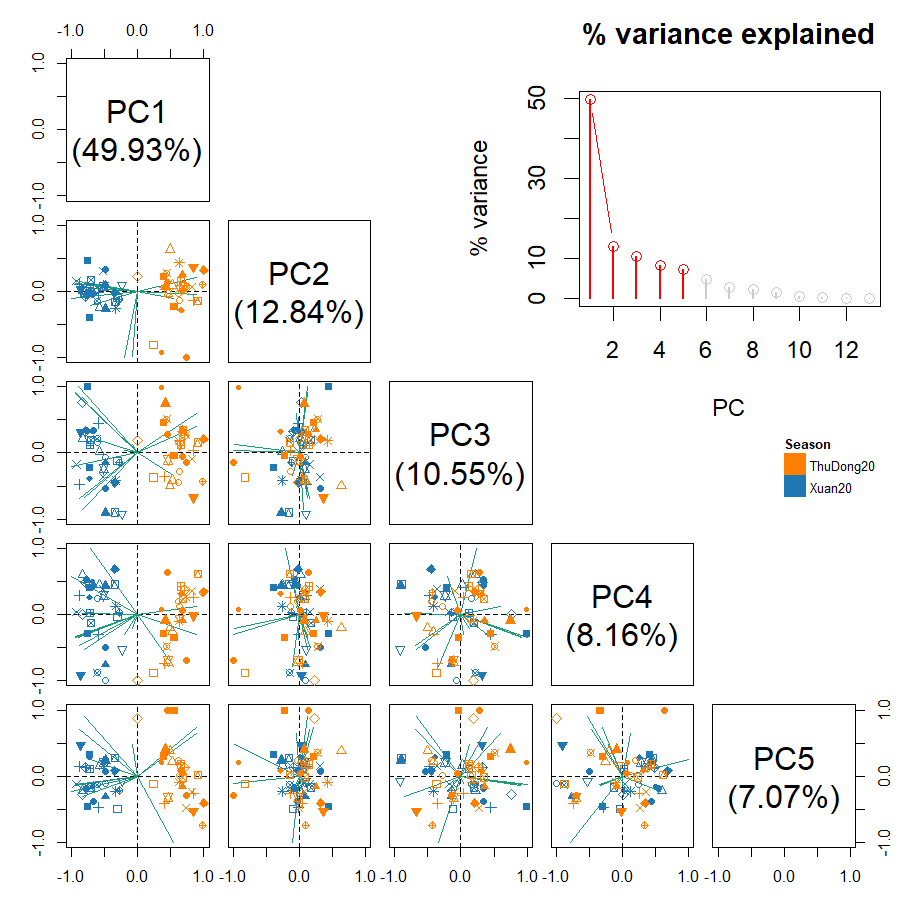 % variance explained
-1.0 0.0 1.0
-1.0 0.0 1.0
PC1
(49.93%)
% variance
0 10 30 50
2 4 6 8 10 12
PC
-1.0 0.0 1.0
PC2
(12.84%)
-1.0 0.0 1.0
PC3
(10.55%)
Season
ThuDong20
Xuan20
-1.0 0.0 1.0
PC4
(8.16%)
-1.0 0.0 1.0
PC5
(7.07%)
-1.0 0.0 1.0
-1.0 0.0 1.0
-1.0 0.0 1.0
-1.0 0.0 1.0
-1.0 0.0 1.0
-1.0 0.0 1.0